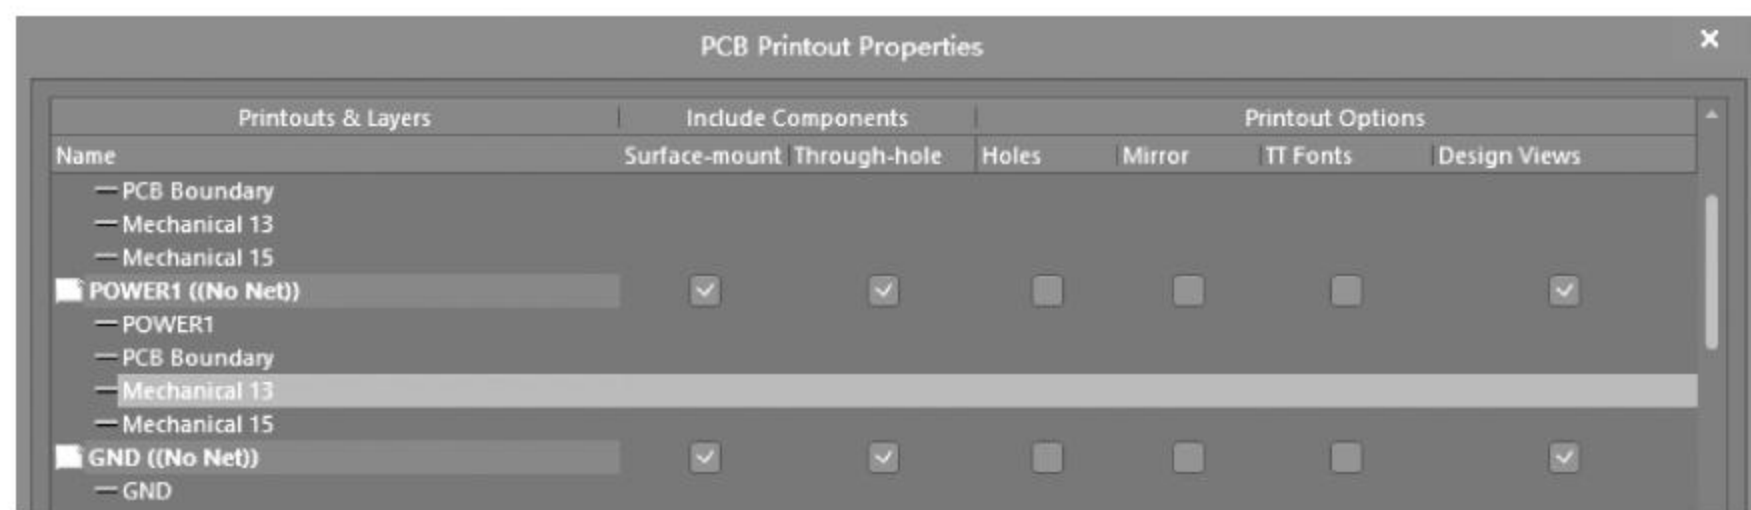 PCB Printout Properties
Printouts & Layers Include Components Printout Options
Name Surface-mount Through-hole Holes Mirror TT Fonts Design Views
PCB Boundary
Mechanical 13
Mechanical 15
POWER1 ((No Net))
POWER1
PCB Boundary
Mechanical 13
Mechanical 15
GND ((No Net))
GND